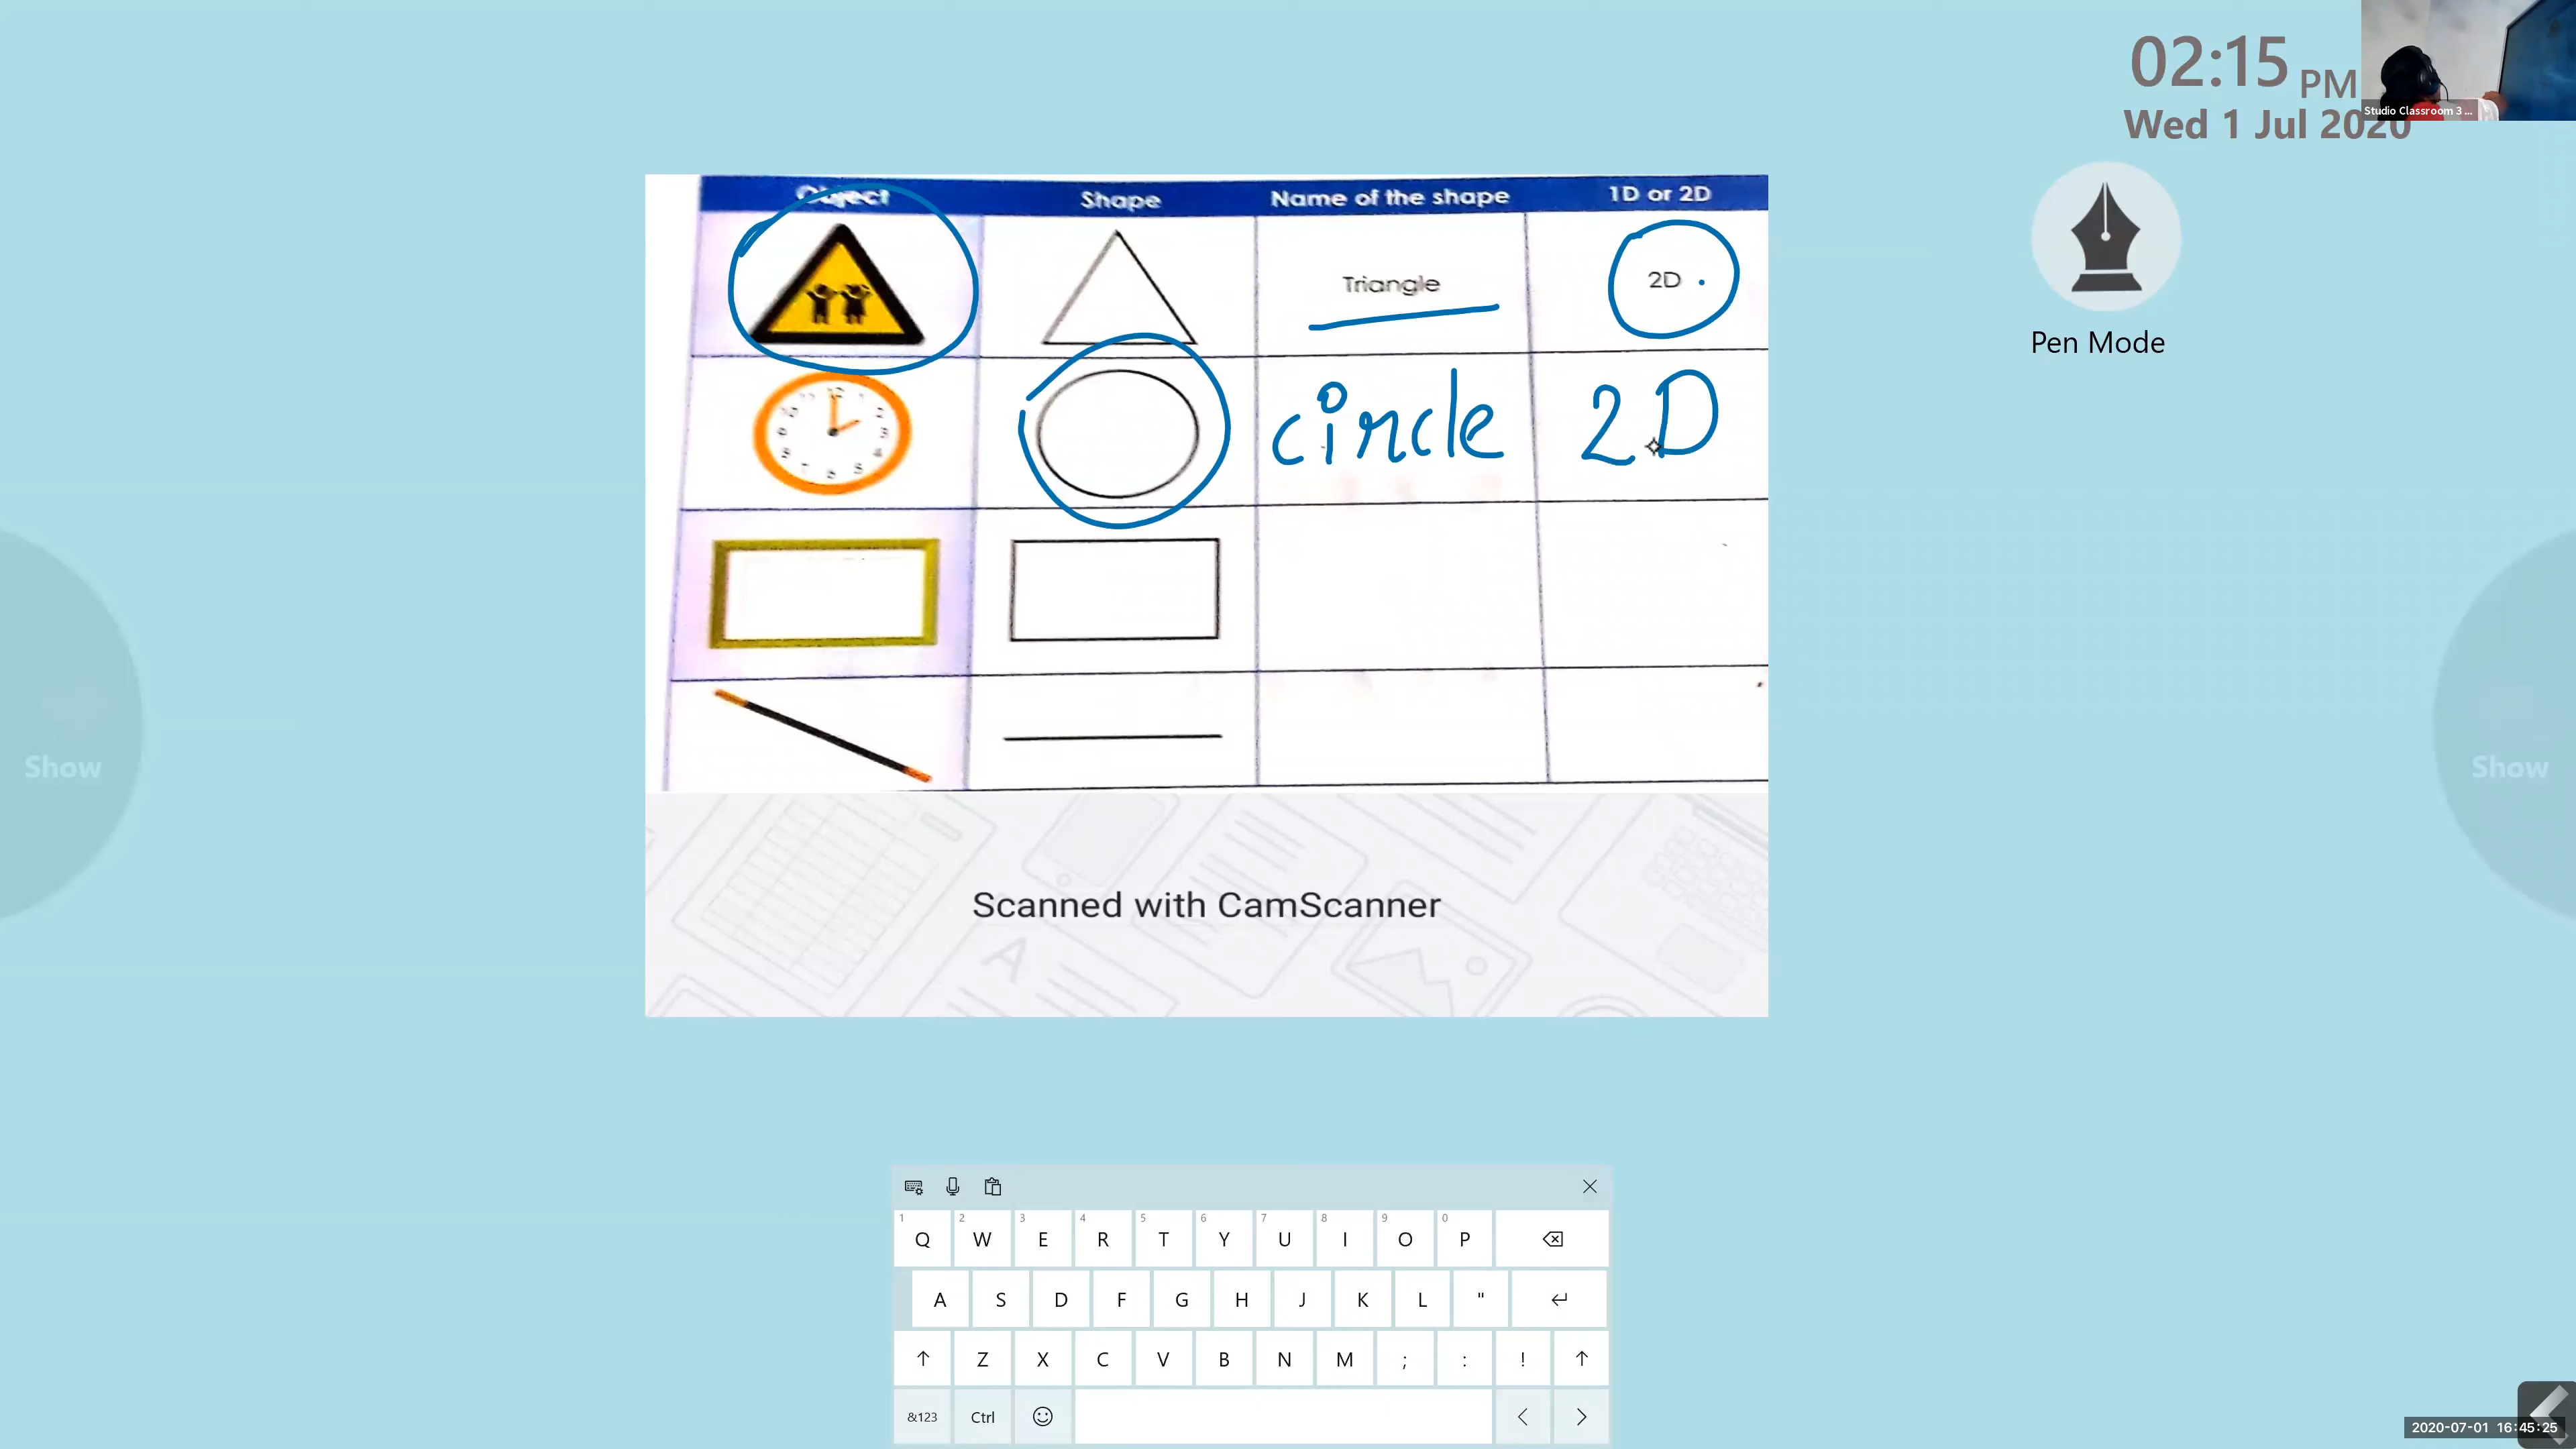 02:15 PM
Wed 1 Jul 2020
Studio Classroom 3 ...
Object Shape Name of the shape 1D or 2D
Triangle 2D
circle 2D
Pen Mode
Show
Show
Scanned with CamScanner
1 2 3 4 5 6 7 8 9 0
Q W E R T Y U I O P
A S D F G H J K L "
Z X C V B N M ; : !
&123 Ctrl
2020-07-01 16:45:25